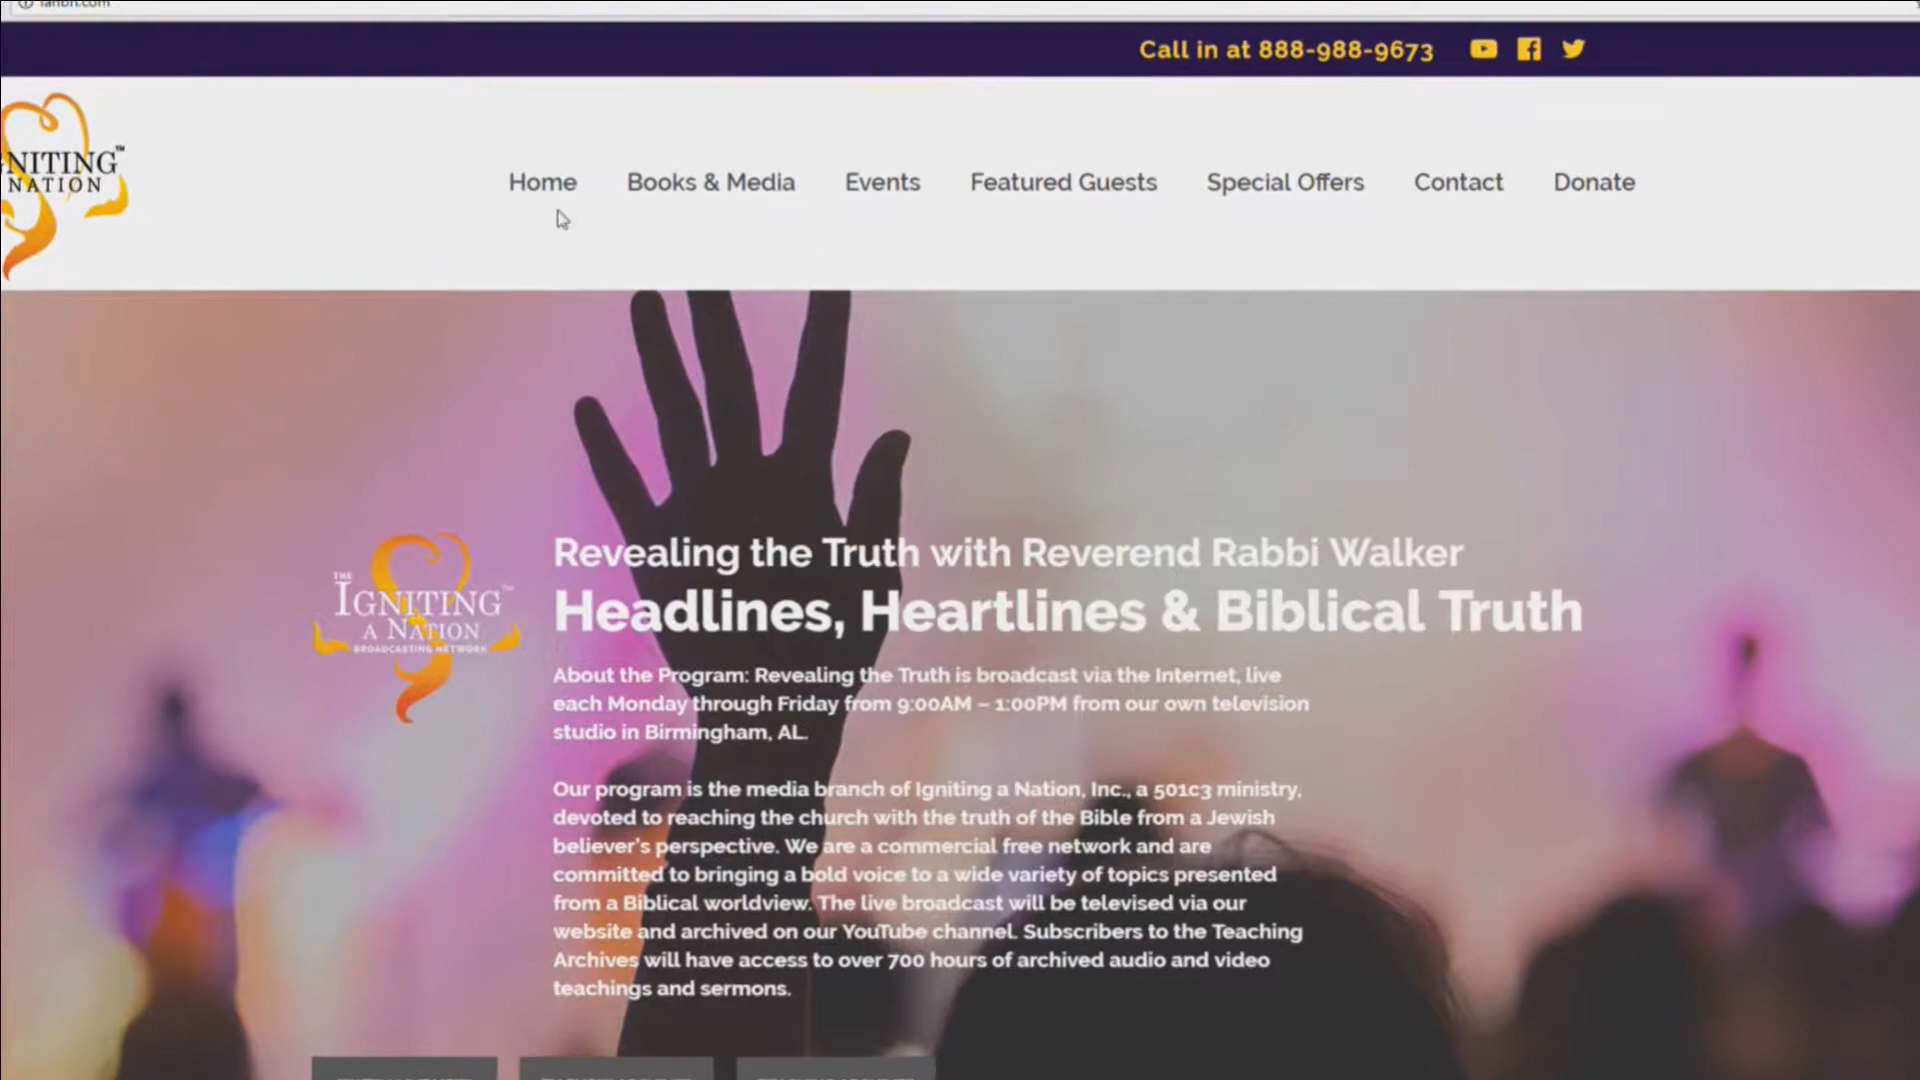 Call in at 888-988-9673
NITING™
NATION
Home Books & Media Events Featured Guests Special Offers Contact Donate
Revealing the Truth with Reverend Rabbi Walker
Headlines, Heartlines & Biblical Truth
THE
IGNITING™
A NATION
BROADCASTING NETWORK
About the Program: Revealing the Truth is broadcast via the Internet, live
each Monday through Friday from 9:00AM – 1:00PM from our own television
studio in Birmingham, AL.
Our program is the media branch of Igniting a Nation, Inc., a 501c3 ministry,
devoted to reaching the church with the truth of the Bible from a Jewish
believer's perspective. We are a commercial free network and are
committed to bringing a bold voice to a wide variety of topics presented
from a Biblical worldview. The live broadcast will be televised via our
website and archived on our YouTube channel. Subscribers to the Teaching
Archives will have access to over 700 hours of archived audio and video
teachings and sermons.